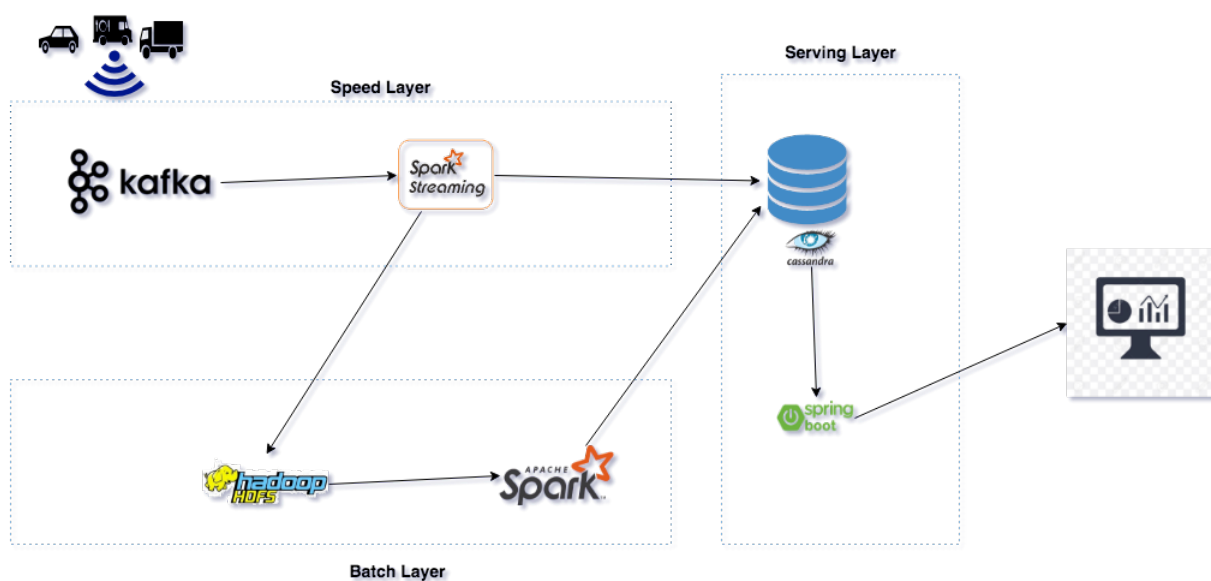 Serving Layer
Speed Layer
kafka
Spark
Streaming
cassandra
spring
boot
hadoop
HDFS
APACHE
Spark
Batch Layer